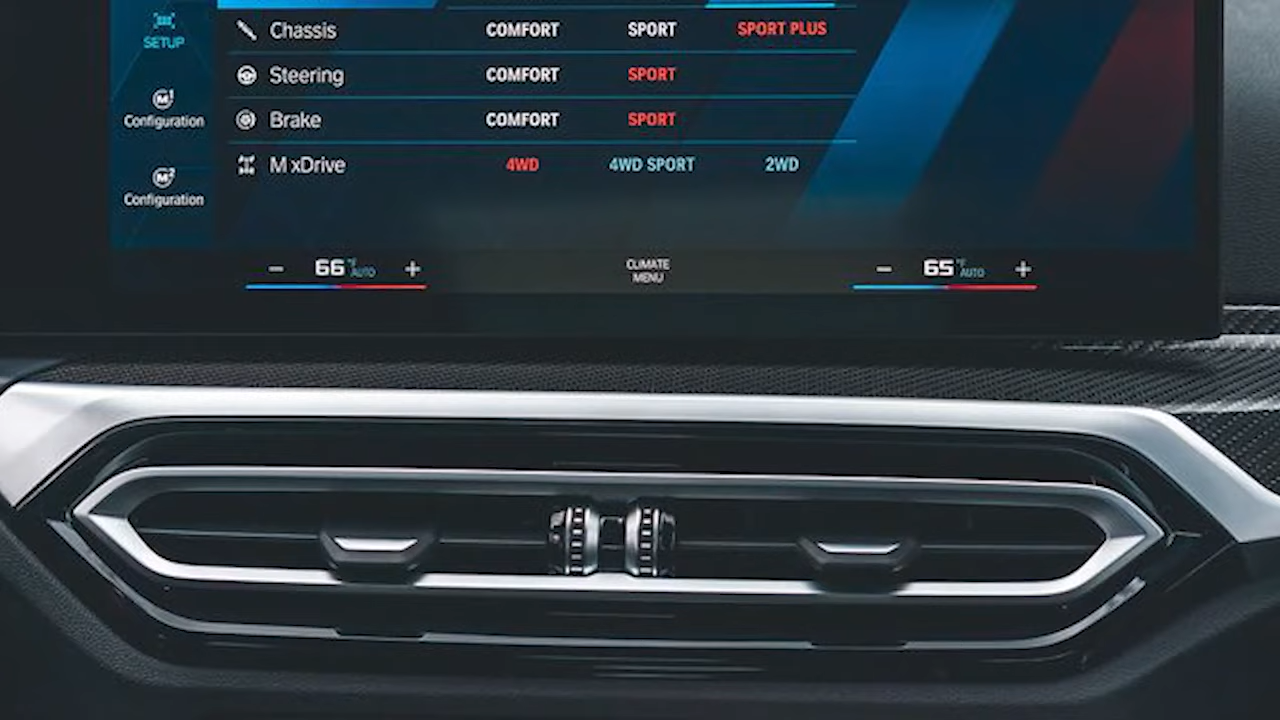 SETUP
Chassis COMFORT SPORT SPORT PLUS
Steering COMFORT SPORT
M1
Configuration
Brake COMFORT SPORT
M xDrive 4WD 4WD SPORT 2WD
M2
Configuration
− 66 °F AUTO +
CLIMATE
MENU
− 65 °F AUTO +